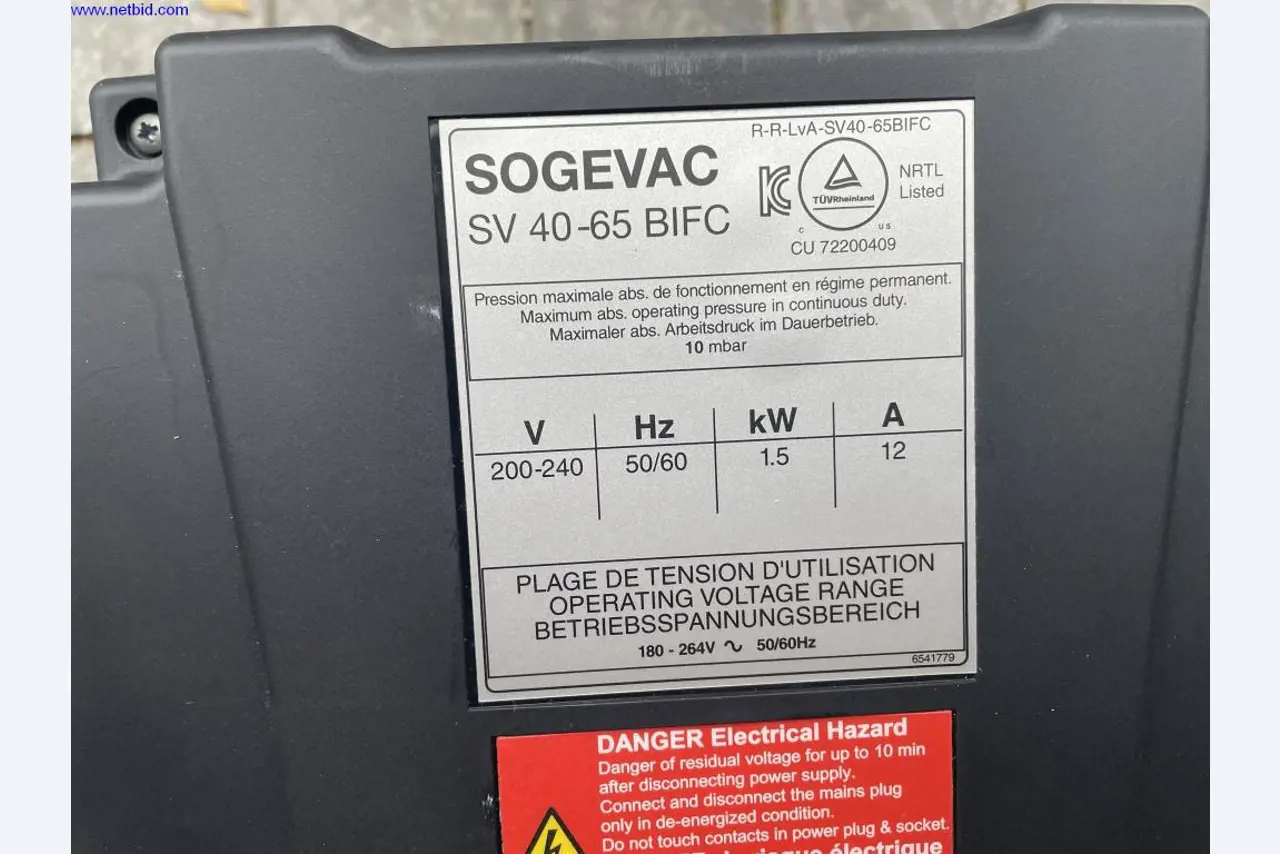 www.netbid.com
R-R-LvA-SV40-65BIFC
SOGEVAC
SV 40-65 BIFC
TÜVRheinland
NRTL
Listed
c us
CU 72200409
Pression maximale abs. de fonctionnement en régime permanent.
Maximum abs. operating pressure in continuous duty.
Maximaler abs. Arbeitsdruck im Dauerbetrieb.
10 mbar
V Hz kW A
200-240 50/60 1.5 12
PLAGE DE TENSION D'UTILISATION
OPERATING VOLTAGE RANGE
BETRIEBSSPANNUNGSBEREICH
180 - 264V ∿ 50/60Hz
6541779
DANGER Electrical Hazard
Danger of residual voltage for up to 10 min
after disconnecting power supply.
Connect and disconnect the mains plug
only in de-energized condition.
Do not touch contacts in power plug & socket.
électrique